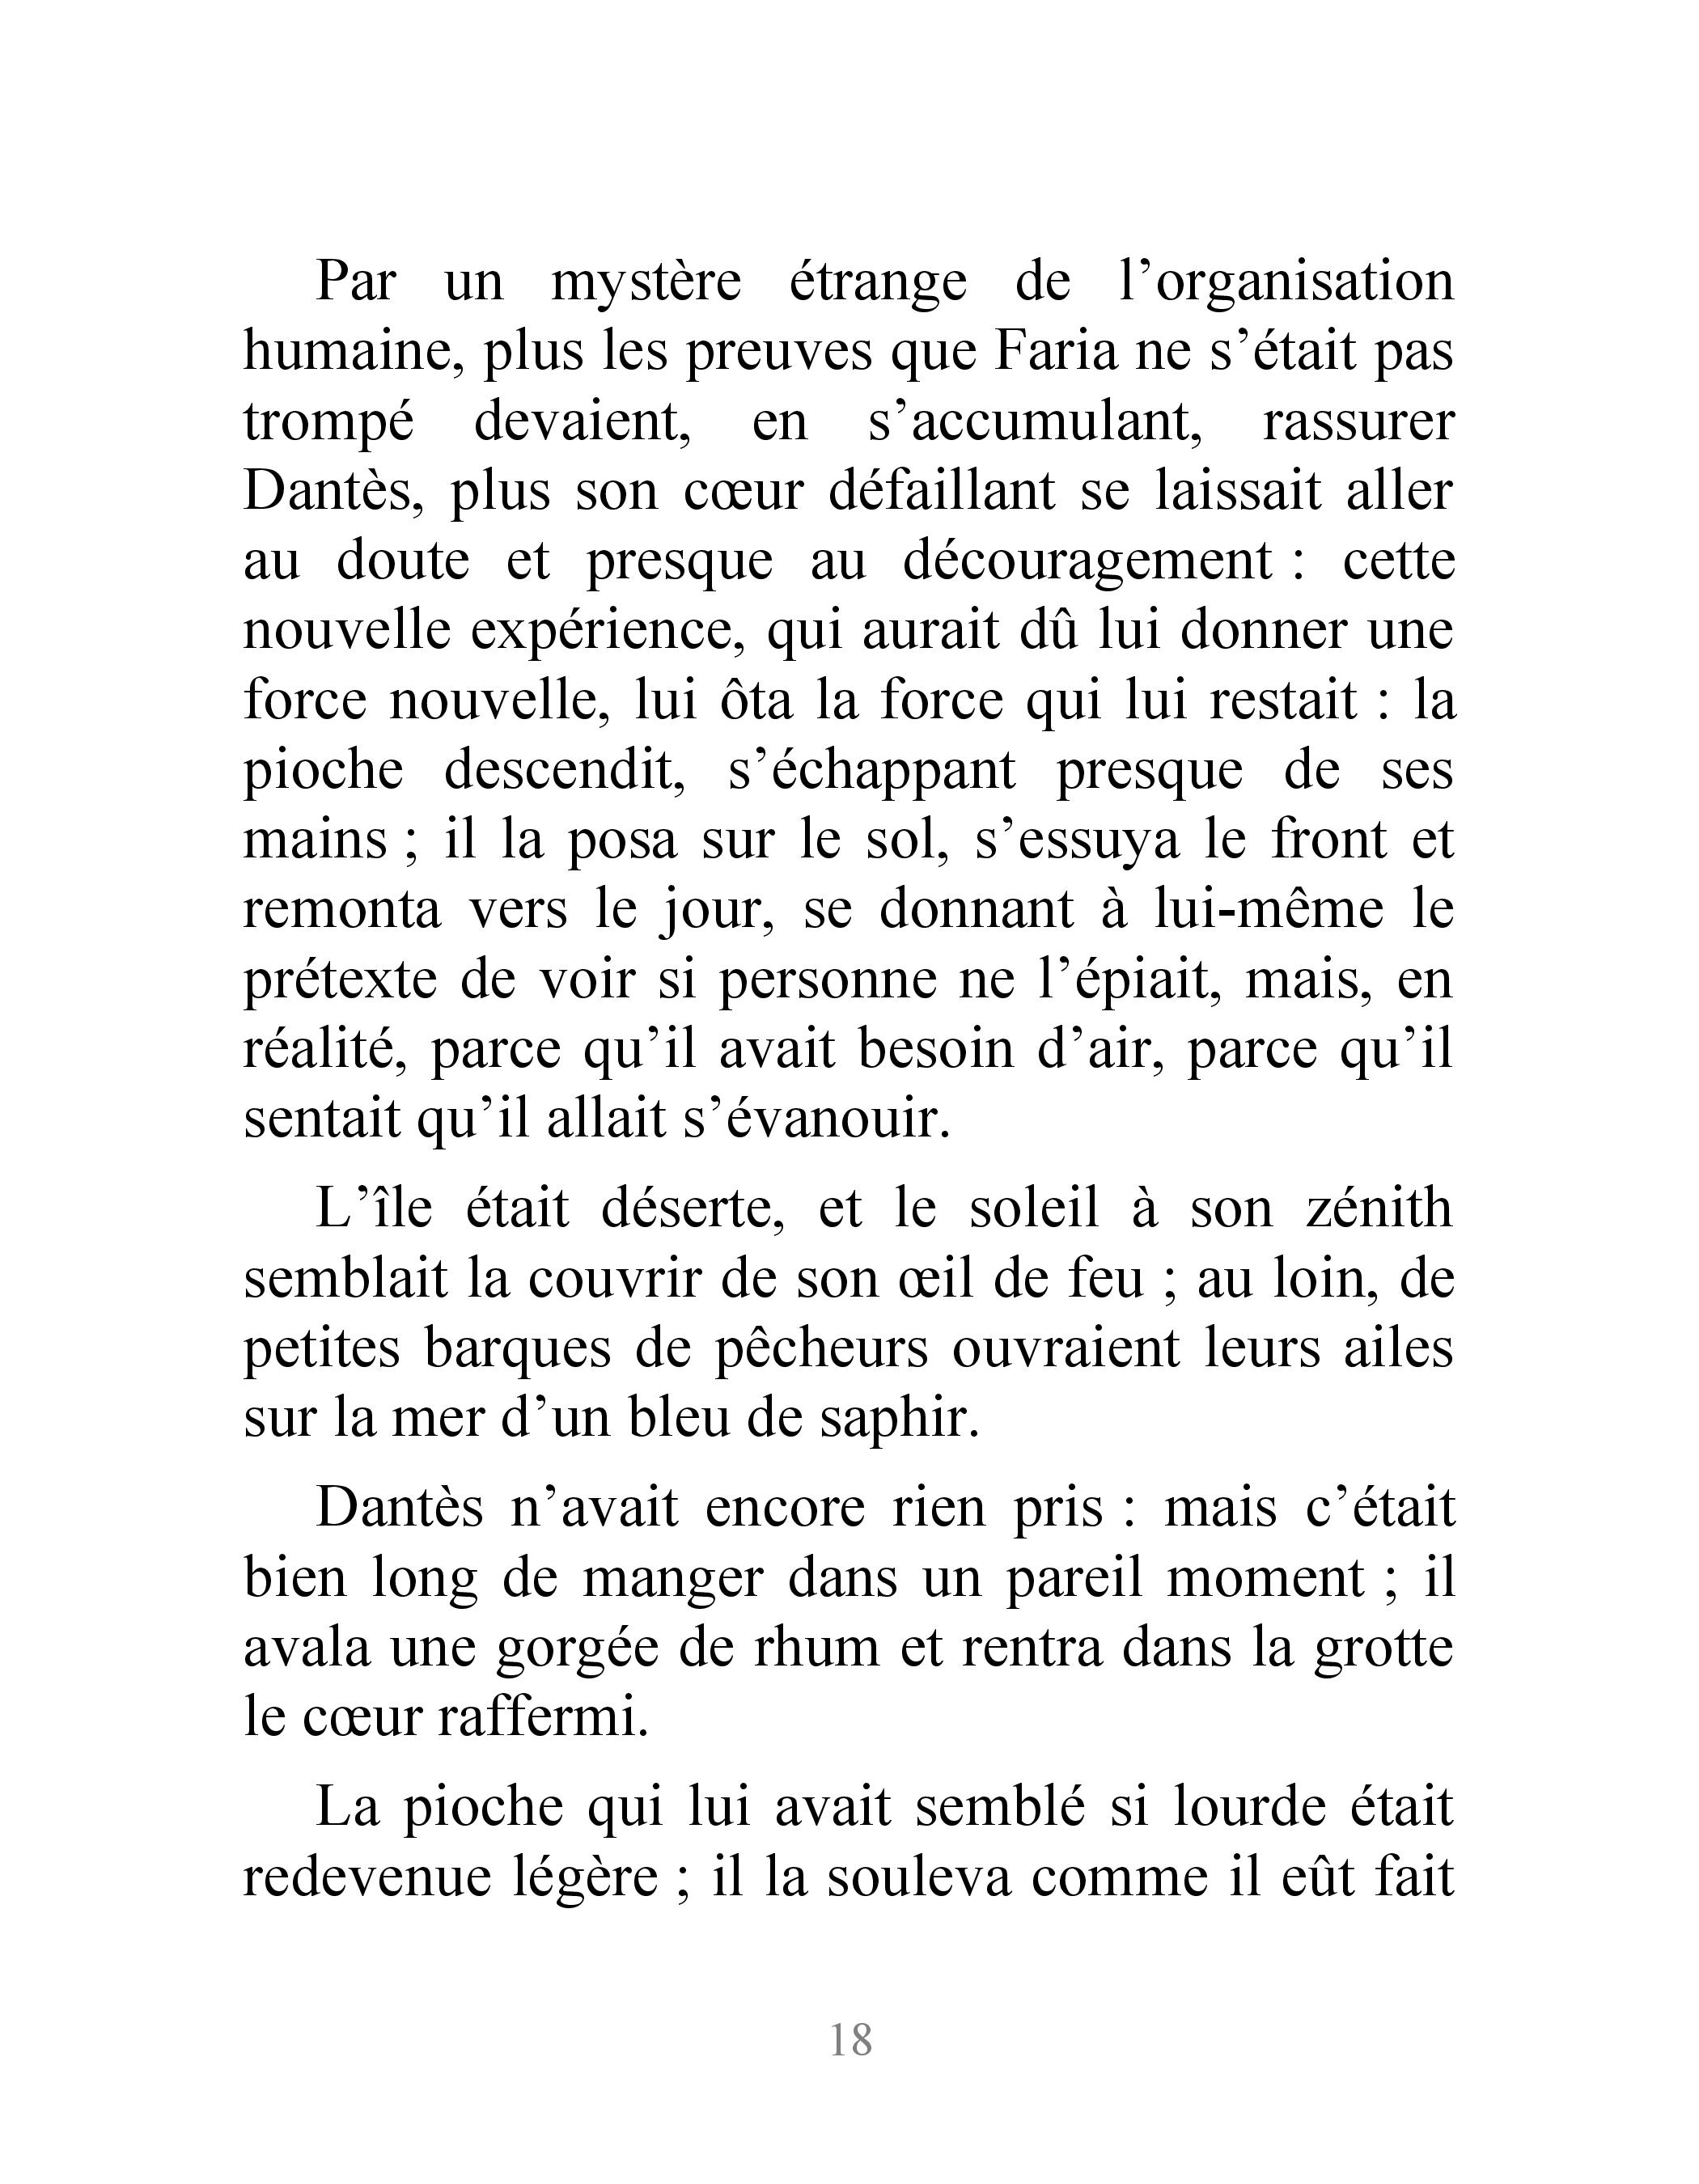 Par un mystère étrange de l’organisation
humaine, plus les preuves que Faria ne s’était pas
trompé devaient, en s’accumulant, rassurer
Dantès, plus son cœur défaillant se laissait aller
au doute et presque au découragement : cette
nouvelle expérience, qui aurait dû lui donner une
force nouvelle, lui ôta la force qui lui restait : la
pioche descendit, s’échappant presque de ses
mains ; il la posa sur le sol, s’essuya le front et
remonta vers le jour, se donnant à lui-même le
prétexte de voir si personne ne l’épiait, mais, en
réalité, parce qu’il avait besoin d’air, parce qu’il
sentait qu’il allait s’évanouir.
L’île était déserte, et le soleil à son zénith
semblait la couvrir de son œil de feu ; au loin, de
petites barques de pêcheurs ouvraient leurs ailes
sur la mer d’un bleu de saphir.
Dantès n’avait encore rien pris : mais c’était
bien long de manger dans un pareil moment ; il
avala une gorgée de rhum et rentra dans la grotte
le cœur raffermi.
La pioche qui lui avait semblé si lourde était
redevenue légère ; il la souleva comme il eût fait
18